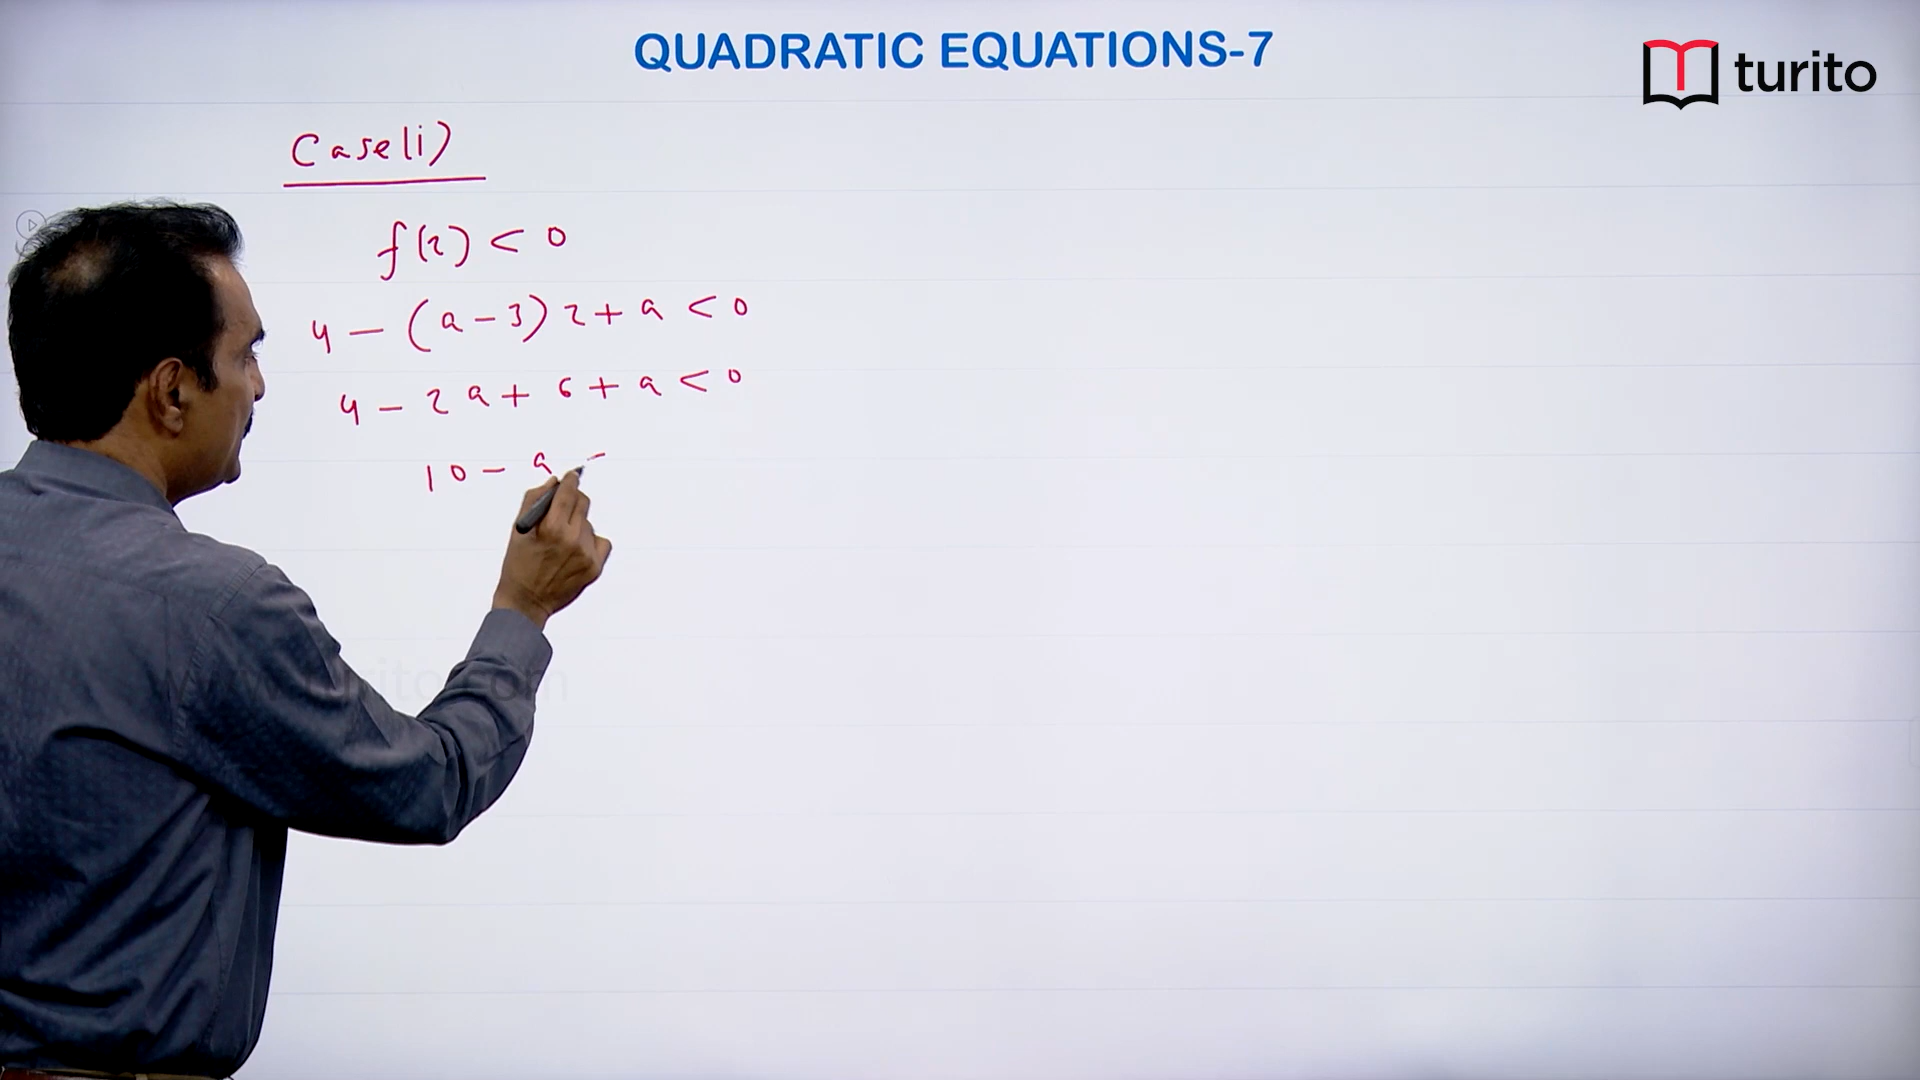 QUADRATIC EQUATIONS-7
turito
Case(i)
f(2) < 0
4 - (a - 3) 2 + a < 0
4 - 2a + 6 + a < 0
10 - a